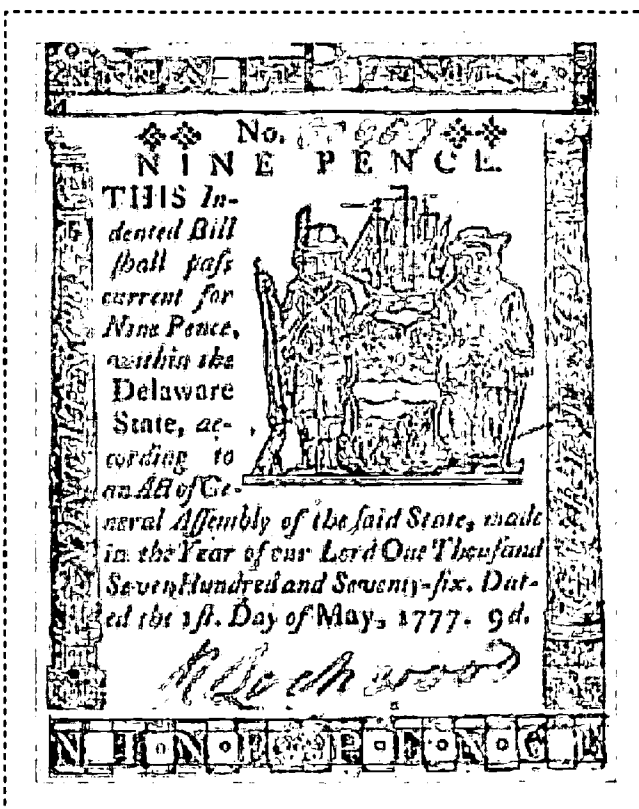 No.
NINE PENCE.
THIS In-
dented Bill
ſhall paſs
current for
Nine Pence,
within the
Delaware
State, ac-
cording to
an Act of Ge-
neral Aſſembly of the ſaid State, made
in the Year of our Lord One Thouſand
Seven Hundred and Seventy-ſix. Dat-
ed the 1ſt. Day of May, 1777. 9d.